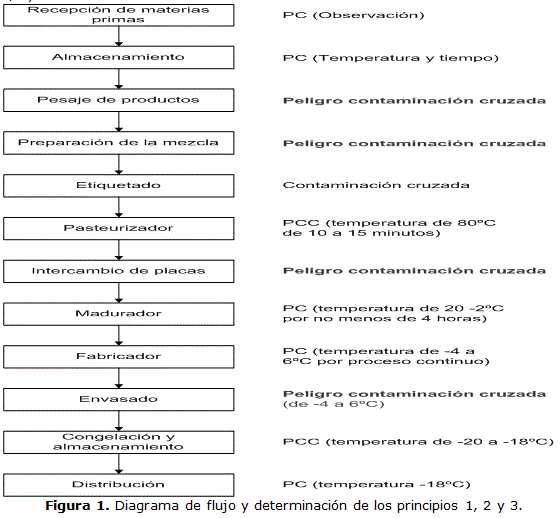 Recepción de materias
primas
PC (Observación)
Almacenamiento
PC (Temperatura y tiempo)
Pesaje de productos
Peligro contaminación cruzada
Preparación de la mezcla
Peligro contaminación cruzada
Etiquetado
Contaminación cruzada
Pasteurizador
PCC (temperatura de 80ºC
de 10 a 15 minutos)
Intercambio de placas
Peligro contaminación cruzada
Madurador
PC (temperatura de 20 -2ºC
por no menos de 4 horas)
Fabricador
PC (temperatura de -4 a
6ºC por proceso continuo)
Envasado
Peligro contaminación cruzada
(de -4 a 6ºC)
Congelación y
almacenamiento
PCC (temperatura de -20 a -18ºC)
Distribución
PC (temperatura -18ºC)
Figura 1. Diagrama de flujo y determinación de los principios 1, 2 y 3.